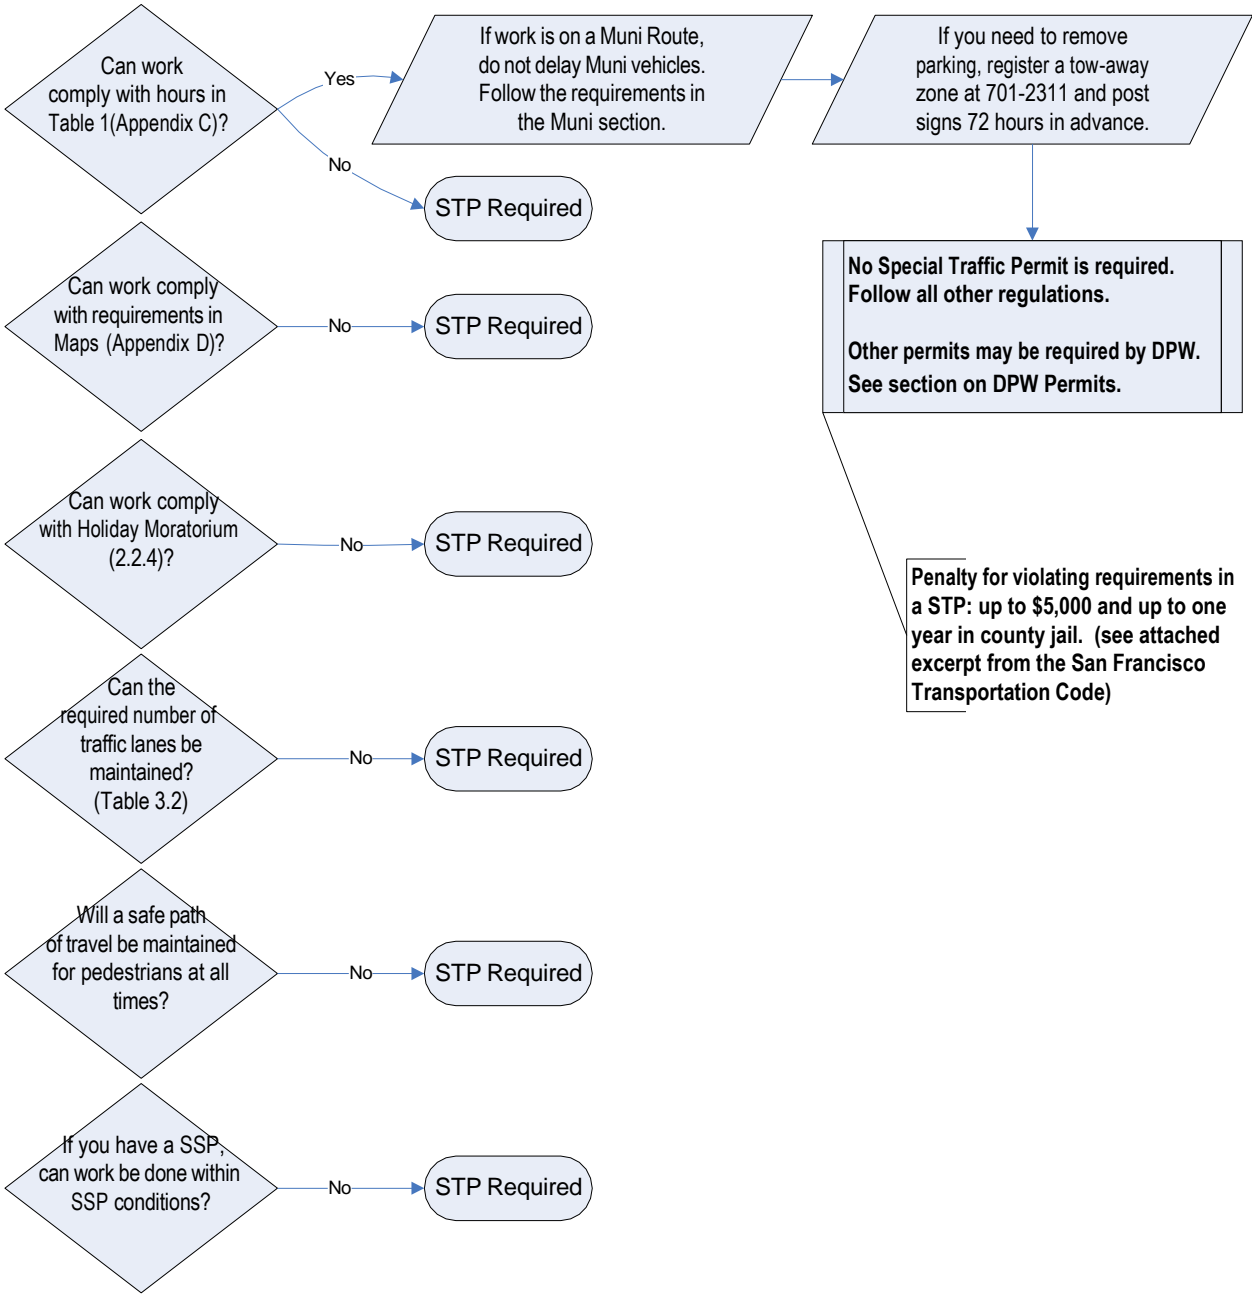 Can work
comply with hours in
Table 1(Appendix C)?
Yes
If work is on a Muni Route,
do not delay Muni vehicles.
Follow the requirements in
the Muni section.
If you need to remove
parking, register a tow-away
zone at 701-2311 and post
signs 72 hours in advance.
No
STP Required
No Special Traffic Permit is required.
Follow all other regulations.
Other permits may be required by DPW.
See section on DPW Permits.
Can work comply
with requirements in
Maps (Appendix D)?
No
STP Required
Can work comply
with Holiday Moratorium
(2.2.4)?
No
STP Required
Penalty for violating requirements in
a STP: up to $5,000 and up to one
year in county jail. (see attached
excerpt from the San Francisco
Transportation Code)
Can the
required number of
traffic lanes be
maintained?
(Table 3.2)
No
STP Required
Will a safe path
of travel be maintained
for pedestrians at all
times?
No
STP Required
If you have a SSP,
can work be done within
SSP conditions?
No
STP Required